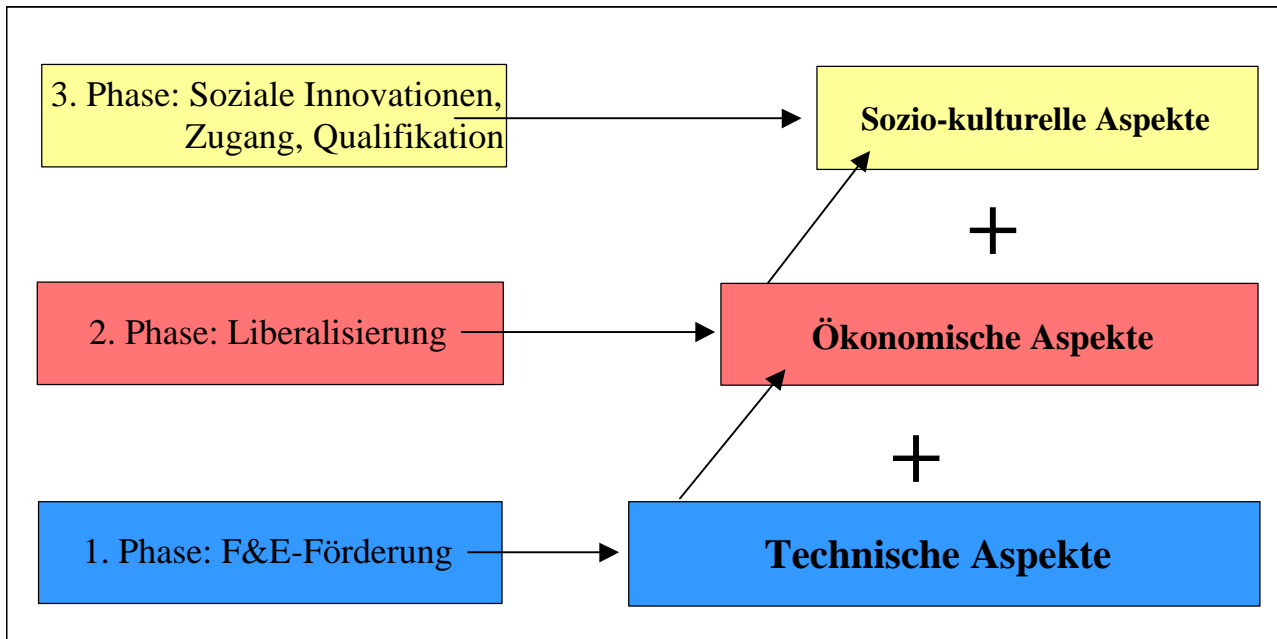 3. Phase: Soziale Innovationen,
Zugang, Qualifikation
Sozio-kulturelle Aspekte
+
2. Phase: Liberalisierung
Ökonomische Aspekte
+
1. Phase: F&E-Förderung
Technische Aspekte